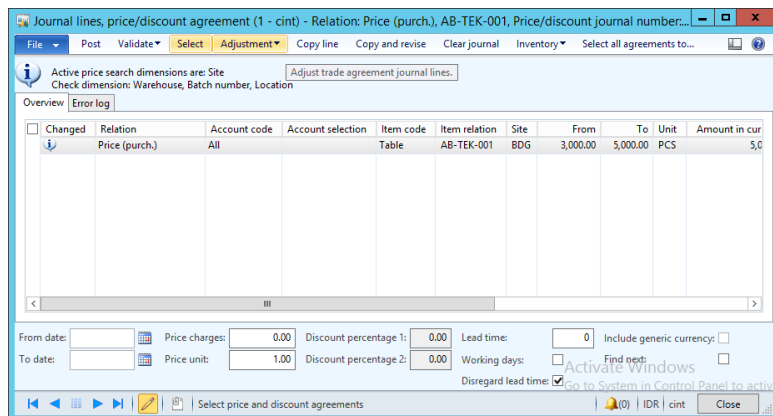 Journal lines, price/discount agreement (1 - cint) - Relation: Price (purch.), AB-TEK-001, Price/discount journal number:...
File Post Validate Select Adjustment Copy line Copy and revise Clear journal Inventory Select all agreements to...
Active price search dimensions are: Site
Adjust trade agreement journal lines.
Check dimension: Warehouse, Batch number, Location
Overview Error log
Changed Relation Account code Account selection Item code Item relation Site From To Unit Amount in cur
Price (purch.) All Table AB-TEK-001 BDG 3,000.00 5,000.00 PCS 5,0
From date: Price charges: 0.00 Discount percentage 1: 0.00 Lead time: 0 Include generic currency:
To date: Price unit: 1.00 Discount percentage 2: 0.00 Working days: Find next:
Activate Windows
Disregard lead time: Go to System in Control Panel to activ
Select price and discount agreements (0) IDR cint Close